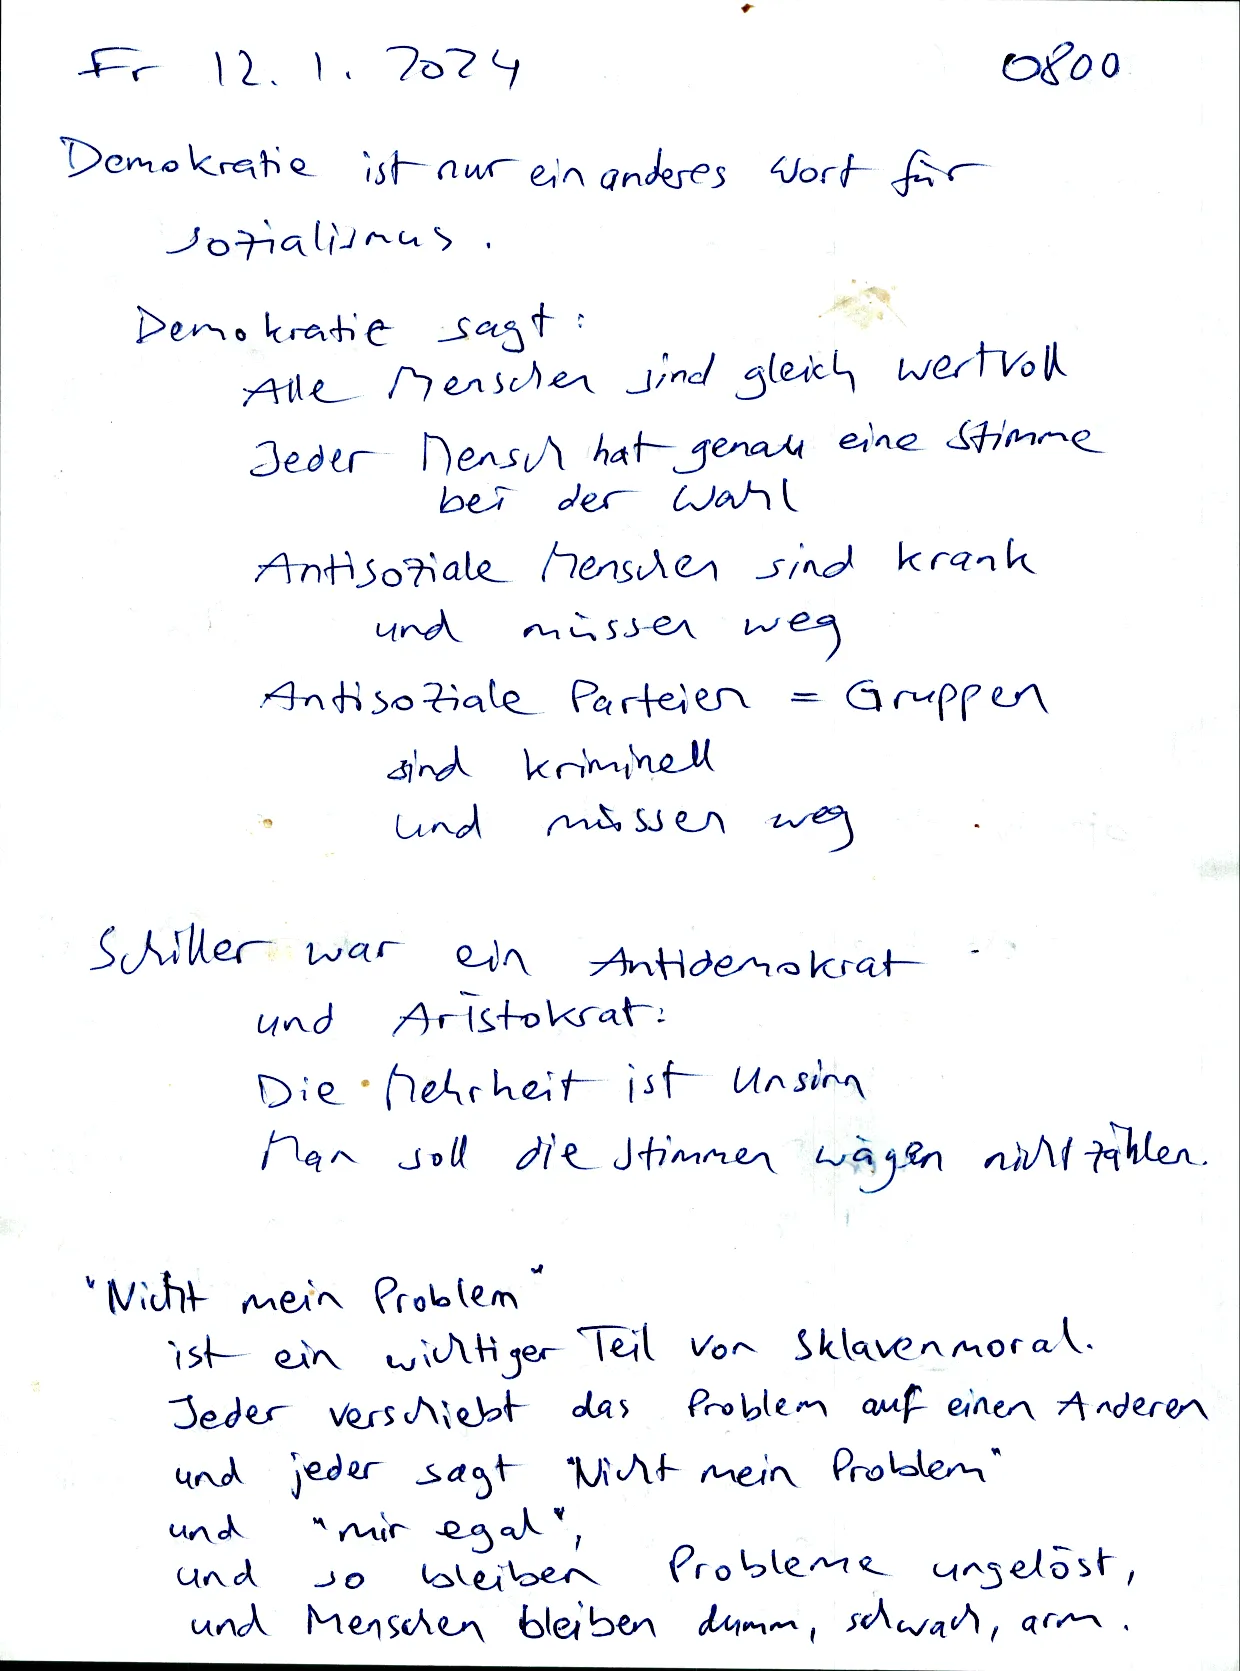 Fr 12. 1. 2024 0800
Demokratie ist nur ein anderes Wort für
Sozialismus.
Demokratie sagt:
Alle Menschen sind gleich wertvoll
Jeder Mensch hat genau eine Stimme
bei der Wahl
Antisoziale Menschen sind krank
und müssen weg
Antisoziale Parteien = Gruppen
sind kriminell
und müssen weg
Schiller war ein Antidemokrat
und Aristokrat:
Die Mehrheit ist Unsinn
Man soll die Stimmen wägen nicht zählen.
"Nicht mein Problem"
ist ein wichtiger Teil von Sklavenmoral.
Jeder verschiebt das Problem auf einen Anderen
und jeder sagt "Nicht mein Problem"
und "mir egal",
und so bleiben Probleme ungelöst,
und Menschen bleiben dumm, schwach, arm.